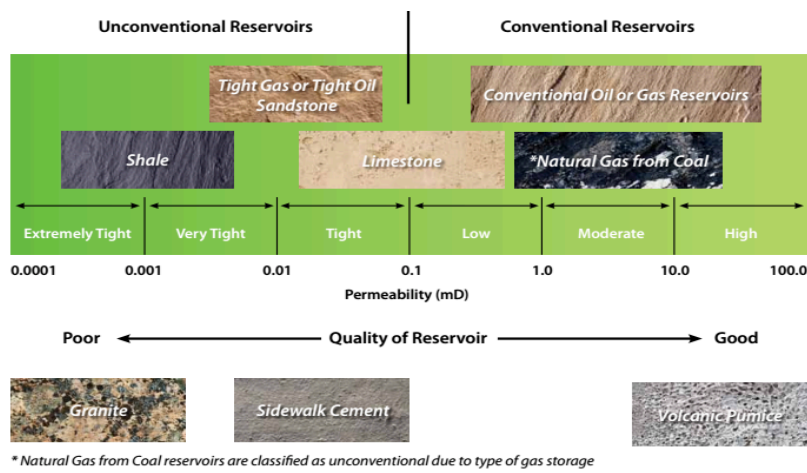 Unconventional Reservoirs
Conventional Reservoirs
Tight Gas or Tight Oil
Sandstone
Conventional Oil or Gas Reservoirs
Shale
Limestone
*Natural Gas from Coal
Extremely Tight
Very Tight
Tight
Low
Moderate
High
0.0001
0.001
0.01
0.1
1.0
10.0
100.0
Permeability (mD)
Poor
Quality of Reservoir
Good
Granite
Sidewalk Cement
Volcanic Pumice
* Natural Gas from Coal reservoirs are classified as unconventional due to type of gas storage